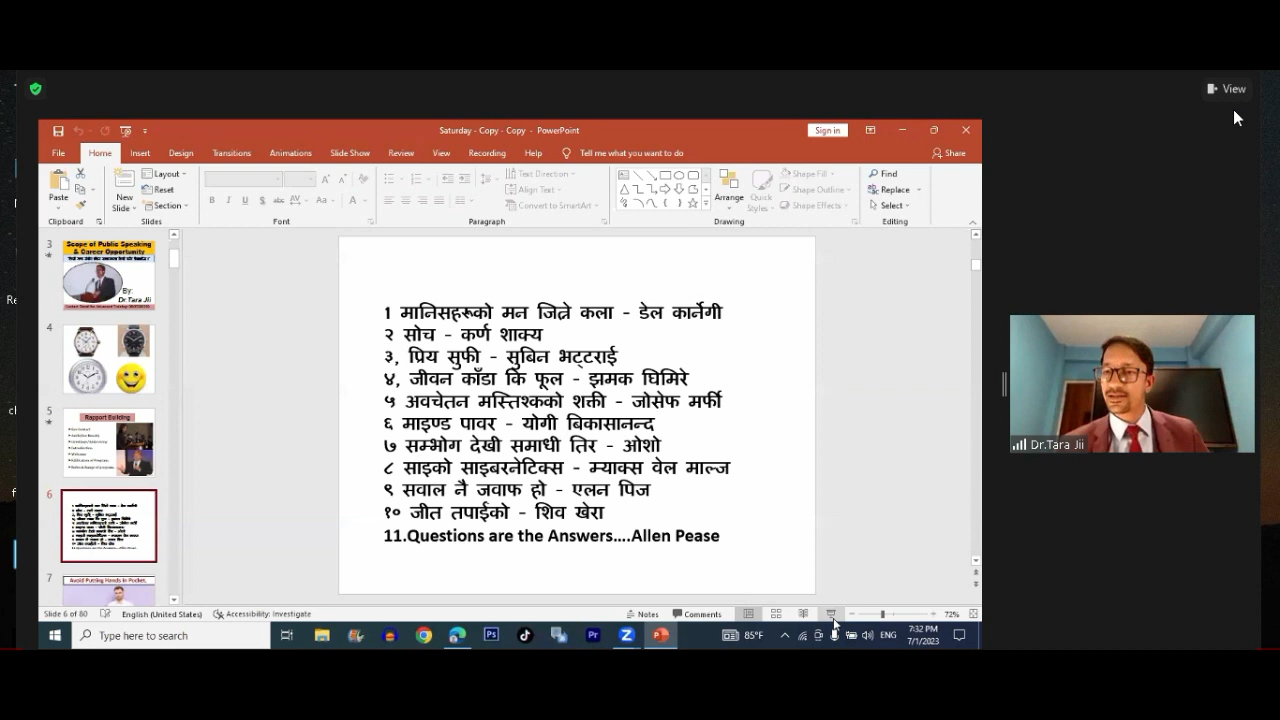 View
Saturday - Copy - Copy - PowerPoint
Sign in
File Home Insert Design Transitions Animations Slide Show Review View Recording Help Tell me what you want to do
Share
Paste
New Slide
Layout
Reset
Section
Text Direction
Align Text
Convert to SmartArt
Arrange
Quick Styles
Shape Fill
Shape Outline
Shape Effects
Find
Replace
Select
Clipboard Slides Font Paragraph Drawing Editing
3
Scope of Public Speaking
& Career Opportunity
By:
Dr.Tara Jii
4
5
Rapport Building
6
7
Avoid Putting Hands In Pocket,
1 मानिसहरूको मन जित्ने कला - डेल कार्नेगी
२ सोच - कर्ण शाक्य
३, प्रिय सुफी - सुबिन भट्टराई
४, जीवन काँडा कि फूल - झमक घिमिरे
५ अवचेतन मस्तिश्कको शक्ती - जोसेफ मर्फी
६ माइण्ड पावर - योगी बिकासानन्द
७ सम्भोग देखी समाधी तिर - ओशो
८ साइको साइबरनेटिक्स - म्याक्स वेल माल्ज
९ सवाल नै जवाफ हो - एलन पिज
१० जीत तपाईको - शिव खेरा
11.Questions are the Answers....Allen Pease
Dr.Tara Jii
Slide 6 of 80 English (United States) Accessibility: Investigate
Notes Comments 72%
Type here to search
85°F ENG
7:32 PM
7/1/2023